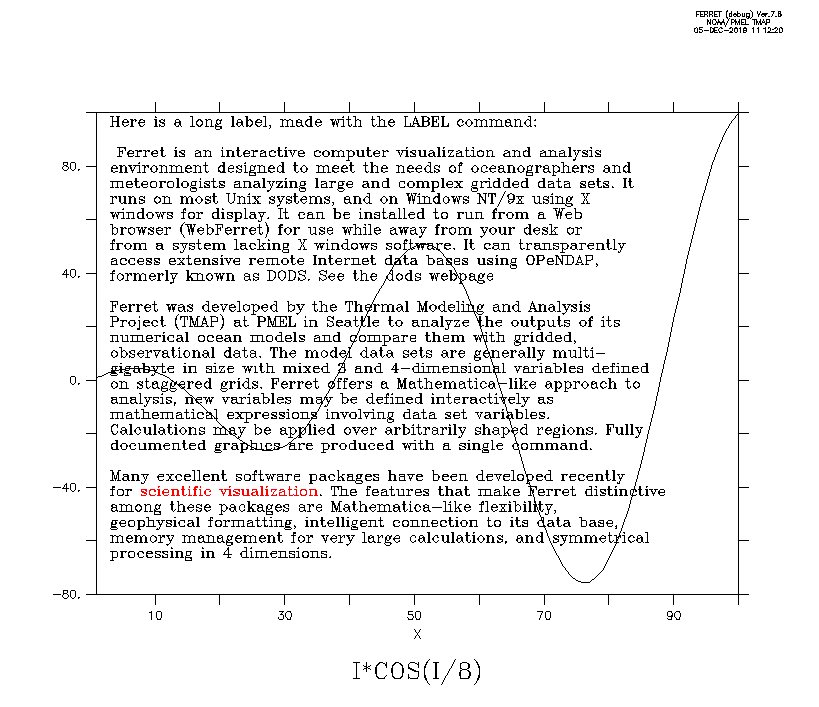 FERRET (debug) Ver.7.8
NOAA/PMEL TMAP
05-DEC-2019 11:12:20
Here is a long label, made with the LABEL command:
Ferret is an interactive computer visualization and analysis
environment designed to meet the needs of oceanographers and
meteorologists analyzing large and complex gridded data sets. It
runs on most Unix systems, and on Windows NT/9x using X
windows for display. It can be installed to run from a Web
browser (WebFerret) for use while away from your desk or
from a system lacking X windows software. It can transparently
access extensive remote Internet data bases using OPeNDAP,
formerly known as DODS. See the dods webpage
Ferret was developed by the Thermal Modeling and Analysis
Project (TMAP) at PMEL in Seattle to analyze the outputs of its
numerical ocean models and compare them with gridded,
observational data. The model data sets are generally multi-
gigabyte in size with mixed 3 and 4-dimensional variables defined
on staggered grids. Ferret offers a Mathematica-like approach to
analysis, new variables may be defined interactively as
mathematical expressions involving data set variables.
Calculations may be applied over arbitrarily shaped regions. Fully
documented graphics are produced with a single command.
Many excellent software packages have been developed recently
for scientific visualization. The features that make Ferret distinctive
among these packages are Mathematica-like flexibility,
geophysical formatting, intelligent connection to its data base,
memory management for very large calculations, and symmetrical
processing in 4 dimensions.
80.
40.
0.
-40.
-80.
10 30 50 70 90
X
I*COS(I/8)